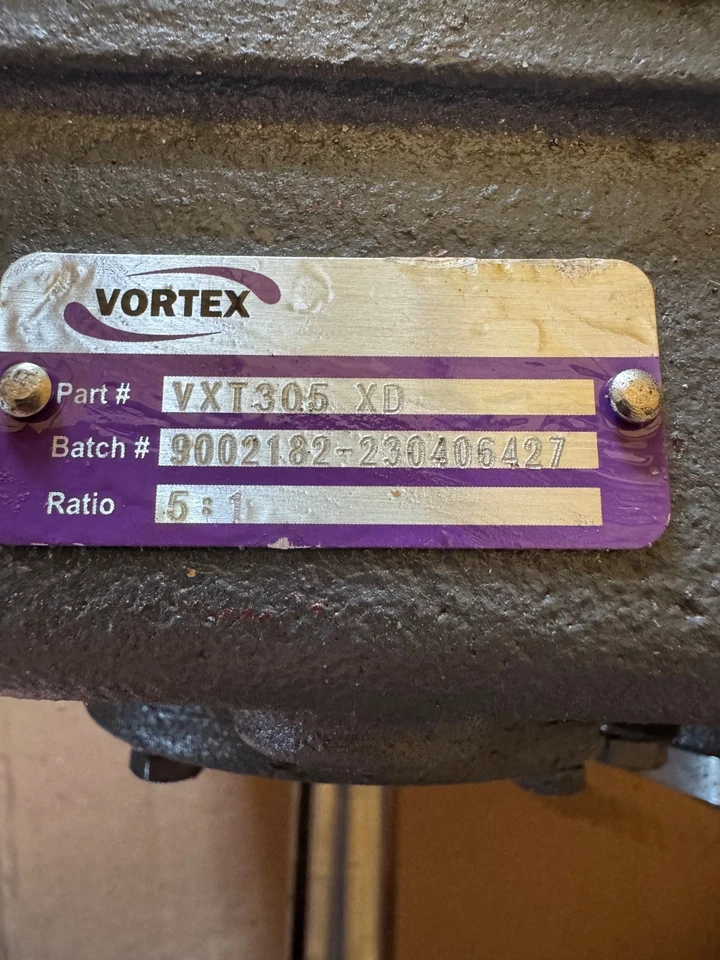 VORTEX
Part # VXT305 XD
Batch # 9002182-230406427
Ratio 5:1